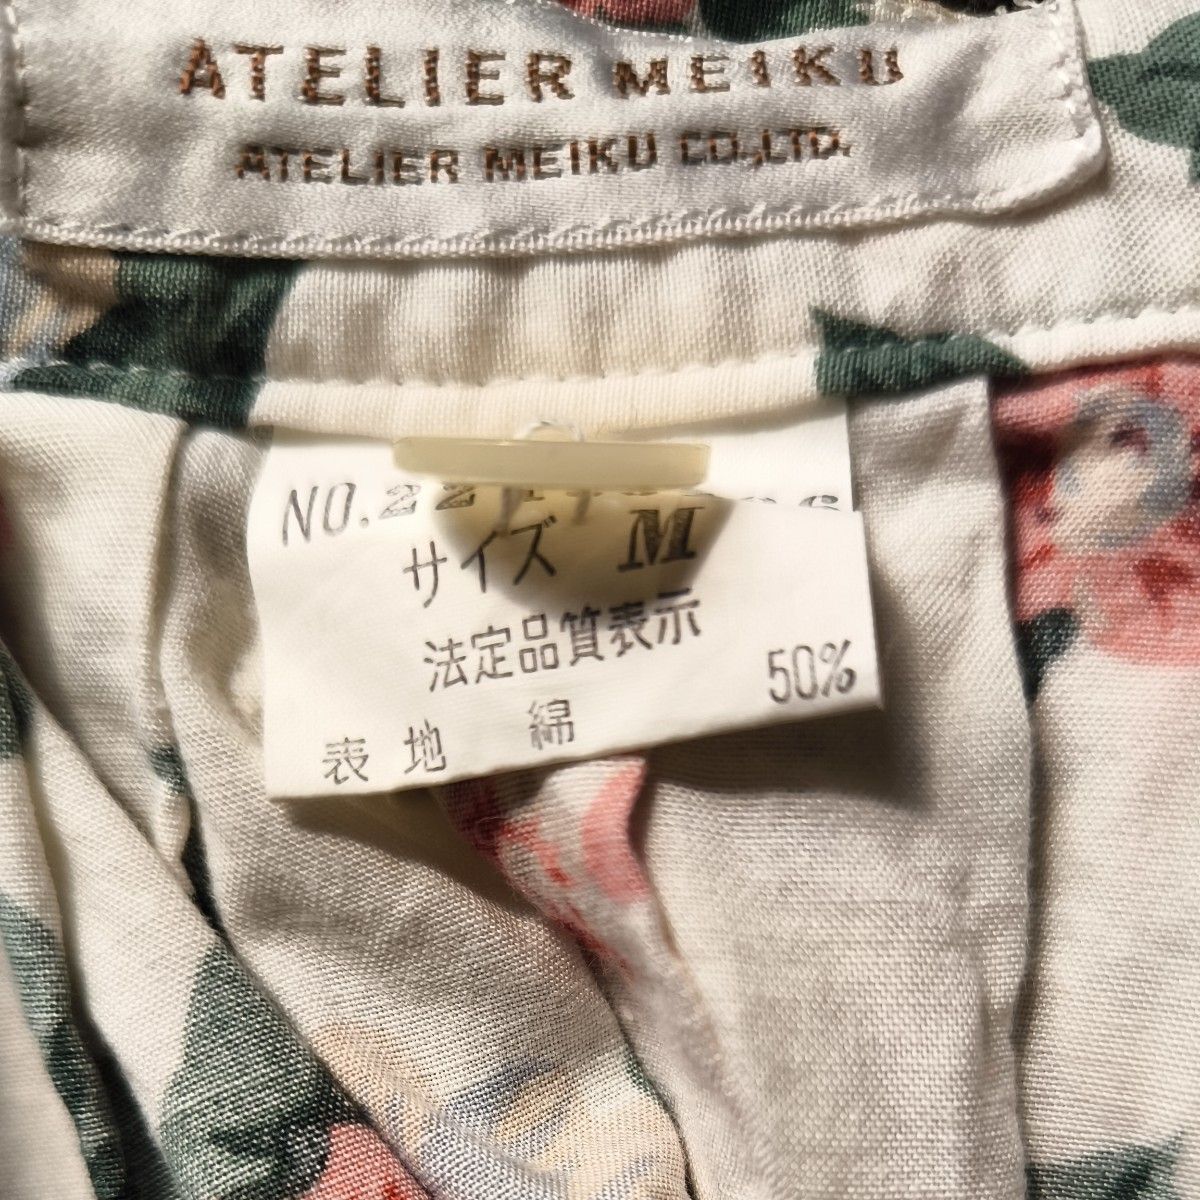 ATELIER MEIKU
ATELIER MEIKU CO.,LTD.
NO.
サイズ M
法定品質表示
表地 綿 50%